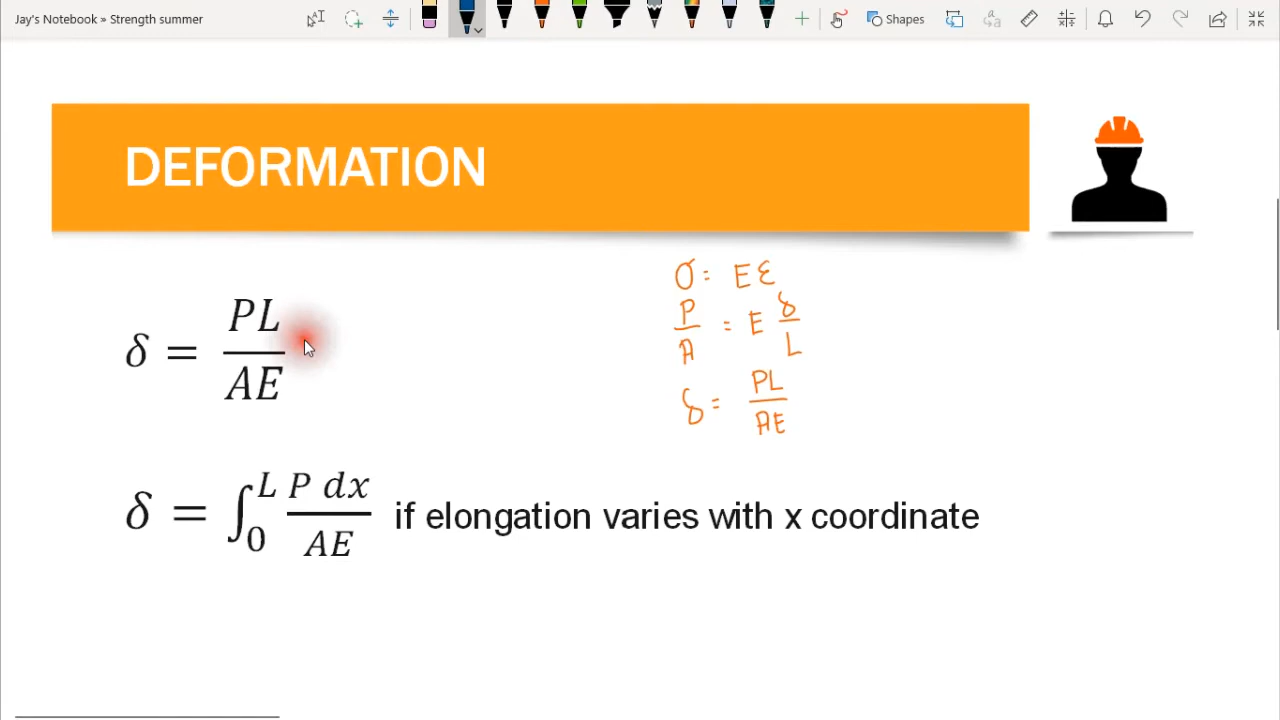 Jay's Notebook » Strength summer
Shapes
DEFORMATION
δ = PL/AE
σ = Eε
P/A = E δ/L
δ = PL/AE
δ = ∫₀ᴸ P dx/AE if elongation varies with x coordinate